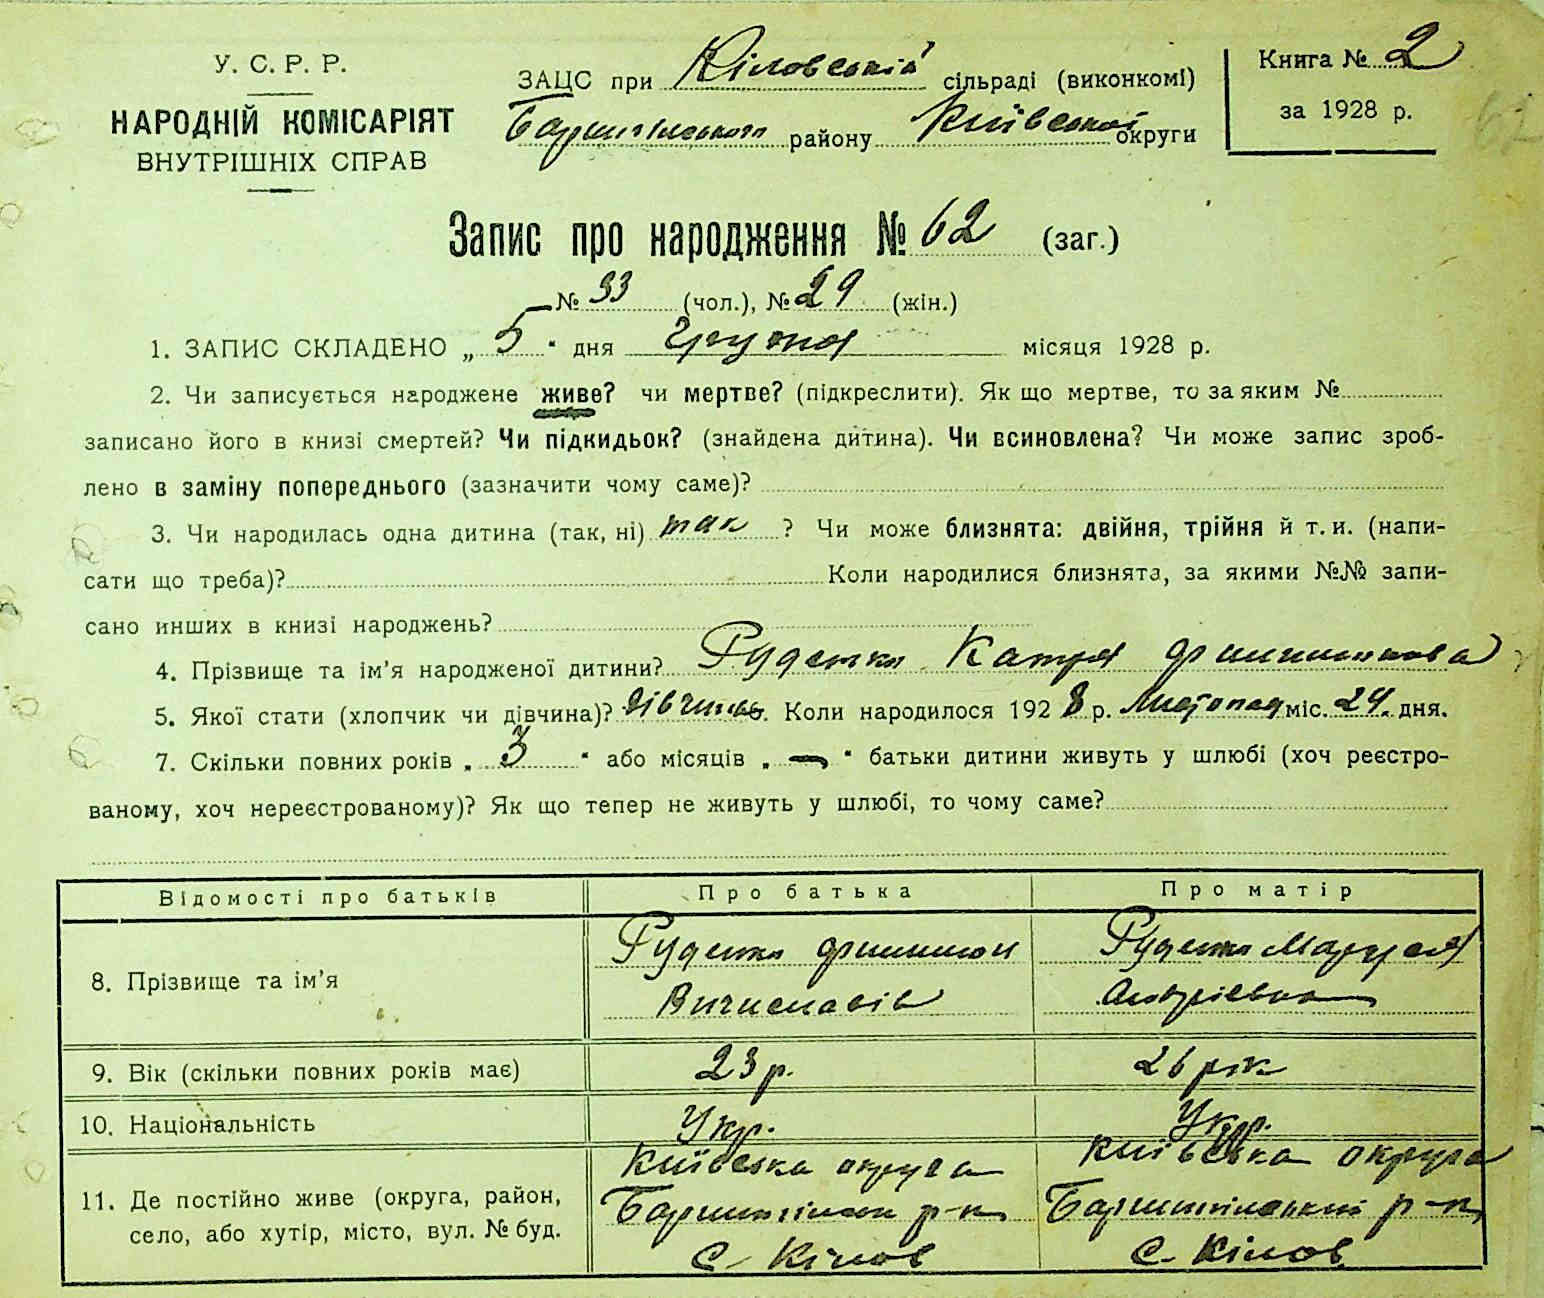 У. С. Р. Р.
НАРОДНІЙ КОМІСАРІЯТ
ВНУТРІШНІХ СПРАВ
ЗАЦС при Кіловській сільраді (виконкомі)
району Київської округи
Книга № 2
за 1928 р.
Запис про народження № 62 (заг.)
№ 33 (чол.), № 29 (жін.)
1. ЗАПИС СКЛАДЕНО „ 5 “ дня грудня місяця 1928 р.
2. Чи записується народжене живе? чи мертве? (підкреслити). Як що мертве, то за яким №
записано його в книзі смертей? Чи підкидьок? (знайдена дитина). Чи всиновлена? Чи може запис зроб-
лено в заміну попереднього (зазначити чому саме)?
3. Чи народилась одна дитина (так, ні) так ? Чи може близнята: двійня, трійня й т. и. (напи-
сати що треба)? Коли народилися близнята, за якими №№ запи-
сано инших в книзі народжень?
4. Прізвище та ім’я народженої дитини? Руденко Катря
5. Якої стати (хлопчик чи дівчина)? дівчина. Коли народилося 1928 р. Листопад міс. 24 дня.
7. Скільки повних років „ 3 “ або місяців „ — “ батьки дитини живуть у шлюбі (хоч реєстро-
ваному, хоч нереєстрованому)? Як що тепер не живуть у шлюбі, то чому саме?
Відомості про батьків Про батька Про матір
8. Прізвище та ім’я
Руденко
Руденко
9. Вік (скільки повних років має) 23 р. 26 рік
10. Національність Укр. Укр.
11. Де постійно живе (округа, район,
село, або хутір, місто, вул. № буд.
Київська округа
р-н
с. Кілов
Київська округа
р-н
с. Кілов